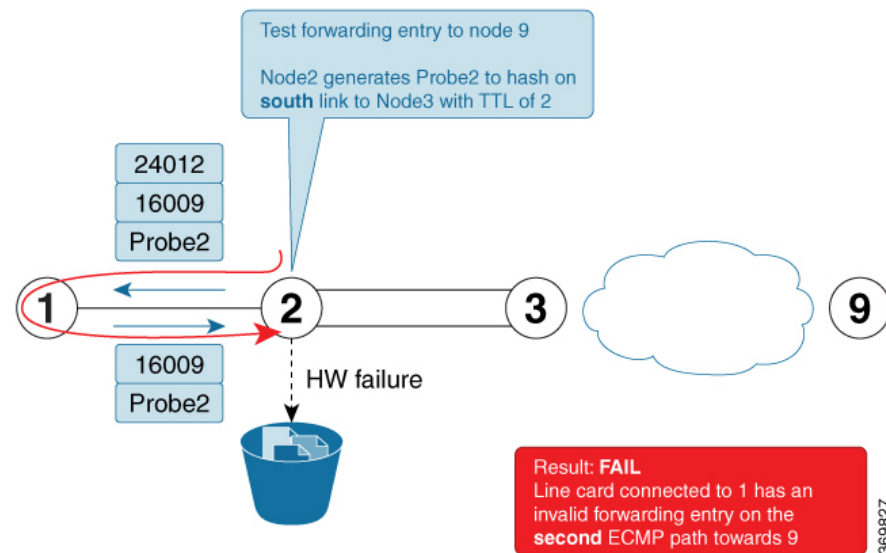 Test forwarding entry to node 9
Node2 generates Probe2 to hash on
south link to Node3 with TTL of 2
24012
16009
Probe2
1
2
3
9
16009
Probe2
HW failure
Result: FAIL
Line card connected to 1 has an
invalid forwarding entry on the
second ECMP path towards 9
369827